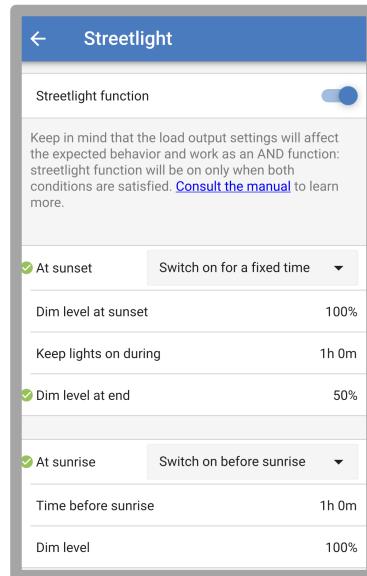 Streetlight
Streetlight function
Keep in mind that the load output settings will affect
the expected behavior and work as an AND function:
streetlight function will be on only when both
conditions are satisfied. Consult the manual to learn
more.
At sunset Switch on for a fixed time
Dim level at sunset 100%
Keep lights on during 1h 0m
Dim level at end 50%
At sunrise Switch on before sunrise
Time before sunrise 1h 0m
Dim level 100%